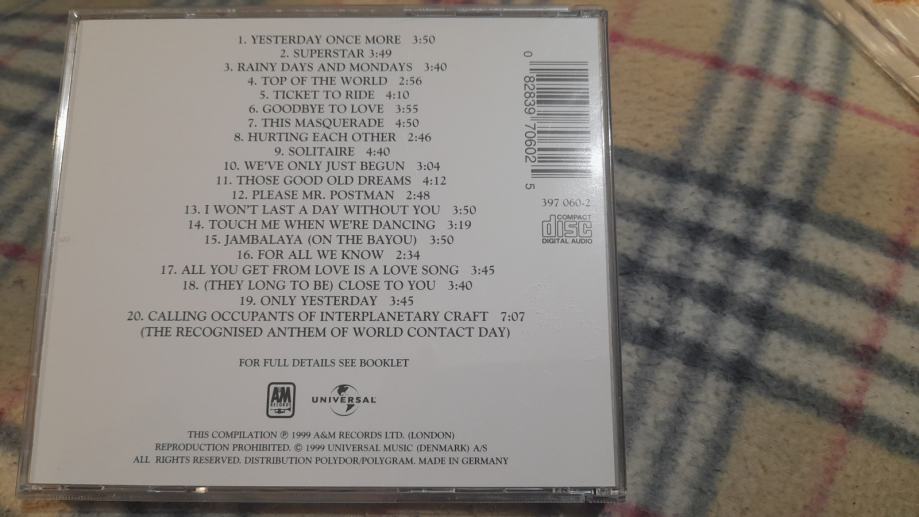 1. YESTERDAY ONCE MORE 3:50
2. SUPERSTAR 3:49
3. RAINY DAYS AND MONDAYS 3:40
4. TOP OF THE WORLD 2:56
5. TICKET TO RIDE 4:10
6. GOODBYE TO LOVE 3:55
7. THIS MASQUERADE 4:50
8. HURTING EACH OTHER 2:46
9. SOLITAIRE 4:40
10. WE'VE ONLY JUST BEGUN 3:04
11. THOSE GOOD OLD DREAMS 4:12
12. PLEASE MR. POSTMAN 2:48
13. I WON'T LAST A DAY WITHOUT YOU 3:50
14. TOUCH ME WHEN WE'RE DANCING 3:19
15. JAMBALAYA (ON THE BAYOU) 3:50
16. FOR ALL WE KNOW 2:34
17. ALL YOU GET FROM LOVE IS A LOVE SONG 3:45
18. (THEY LONG TO BE) CLOSE TO YOU 3:40
19. ONLY YESTERDAY 3:45
20. CALLING OCCUPANTS OF INTERPLANETARY CRAFT 7:07
(THE RECOGNISED ANTHEM OF WORLD CONTACT DAY)
0 82839 70602 5
397 060-2
COMPACT
disc
DIGITAL AUDIO
FOR FULL DETAILS SEE BOOKLET
A&M
RECORDS
UNIVERSAL
THIS COMPILATION ℗ 1999 A&M RECORDS LTD. (LONDON)
REPRODUCTION PROHIBITED. © 1999 UNIVERSAL MUSIC (DENMARK) A/S
ALL RIGHTS RESERVED. DISTRIBUTION POLYDOR/POLYGRAM. MADE IN GERMANY